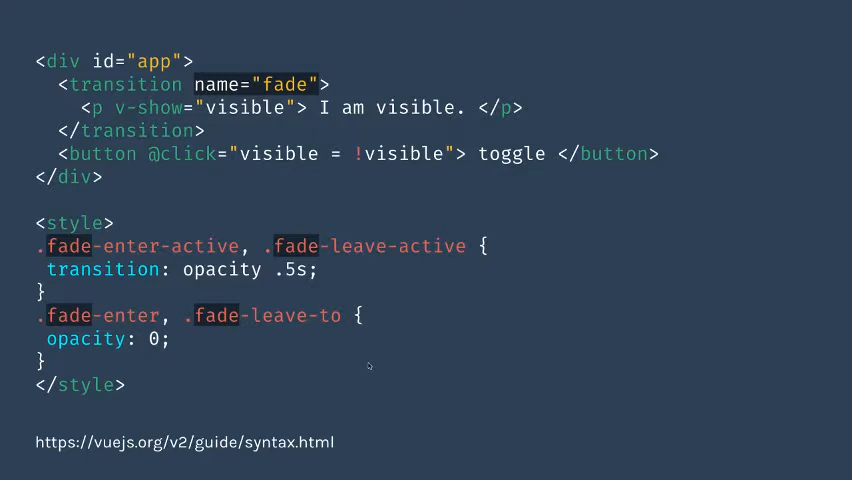 <div id="app">
  <transition name="fade">
    <p v-show="visible"> I am visible. </p>
  </transition>
  <button @click="visible = !visible"> toggle </button>
</div>

<style>
.fade-enter-active, .fade-leave-active {
 transition: opacity .5s;
}
.fade-enter, .fade-leave-to {
 opacity: 0;
}
</style>

https://vuejs.org/v2/guide/syntax.html